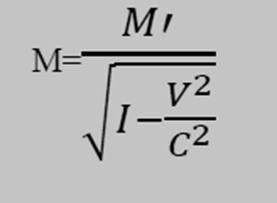 M = M′ / √(I − V²/C²)